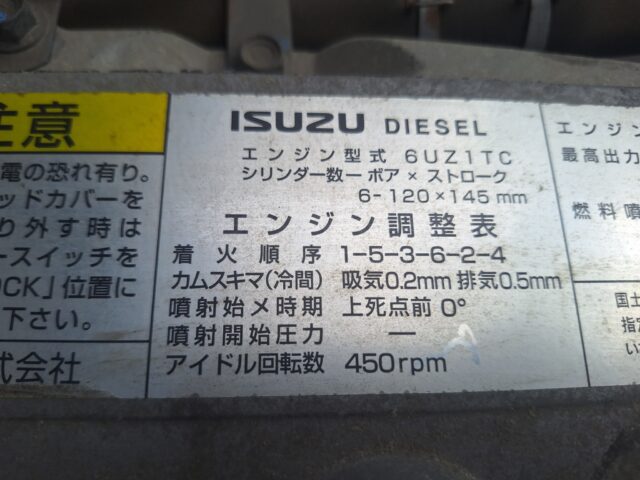 注意
電の恐れ有り。
ッドカバーを
り外す時は
ースイッチを
OCK」位置に
下さい。
式会社
ISUZU DIESEL
エンジン型式 6UZ1TC
シリンダー数ー ボア × ストローク
6-120×145 mm
エンジン調整表
着火順序 1-5-3-6-2-4
カムスキマ(冷間) 吸気0.2mm 排気0.5mm
噴射始メ時期 上死点前 0°
噴射開始圧力 —
アイドル回転数 450rpm
エンジン
最高出力
燃料噴
国土
指定
い